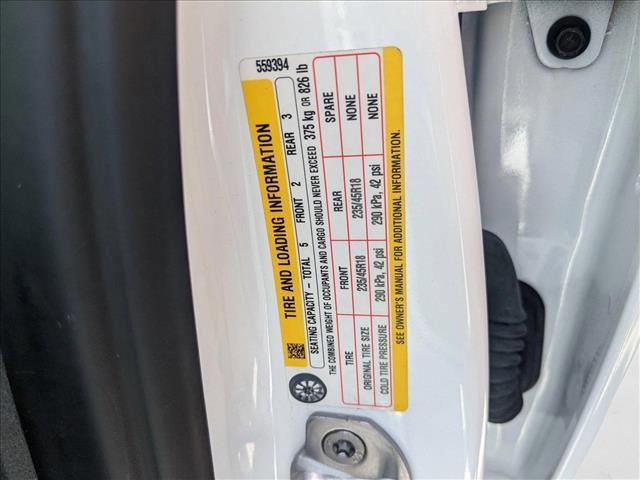 559394
TIRE AND LOADING INFORMATION
SEATING CAPACITY - TOTAL 5 FRONT 2 REAR 3
THE COMBINED WEIGHT OF OCCUPANTS AND CARGO SHOULD NEVER EXCEED 375 kg OR 826 lb
TIRE FRONT REAR SPARE
ORIGINAL TIRE SIZE 235/45R18 235/45R18 NONE
COLD TIRE PRESSURE 290 kPa, 42 psi 290 kPa, 42 psi NONE
SEE OWNER'S MANUAL FOR ADDITIONAL INFORMATION.